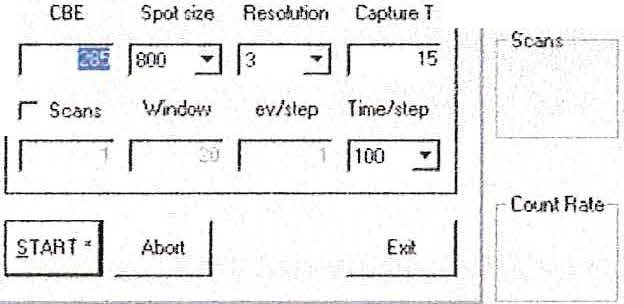 CBE Spot size Resolution Capture T
Scans
285 800 3 15
Scans Window ev/step Time/step
1 20 1 100
Count Rate
START " Abort Exit